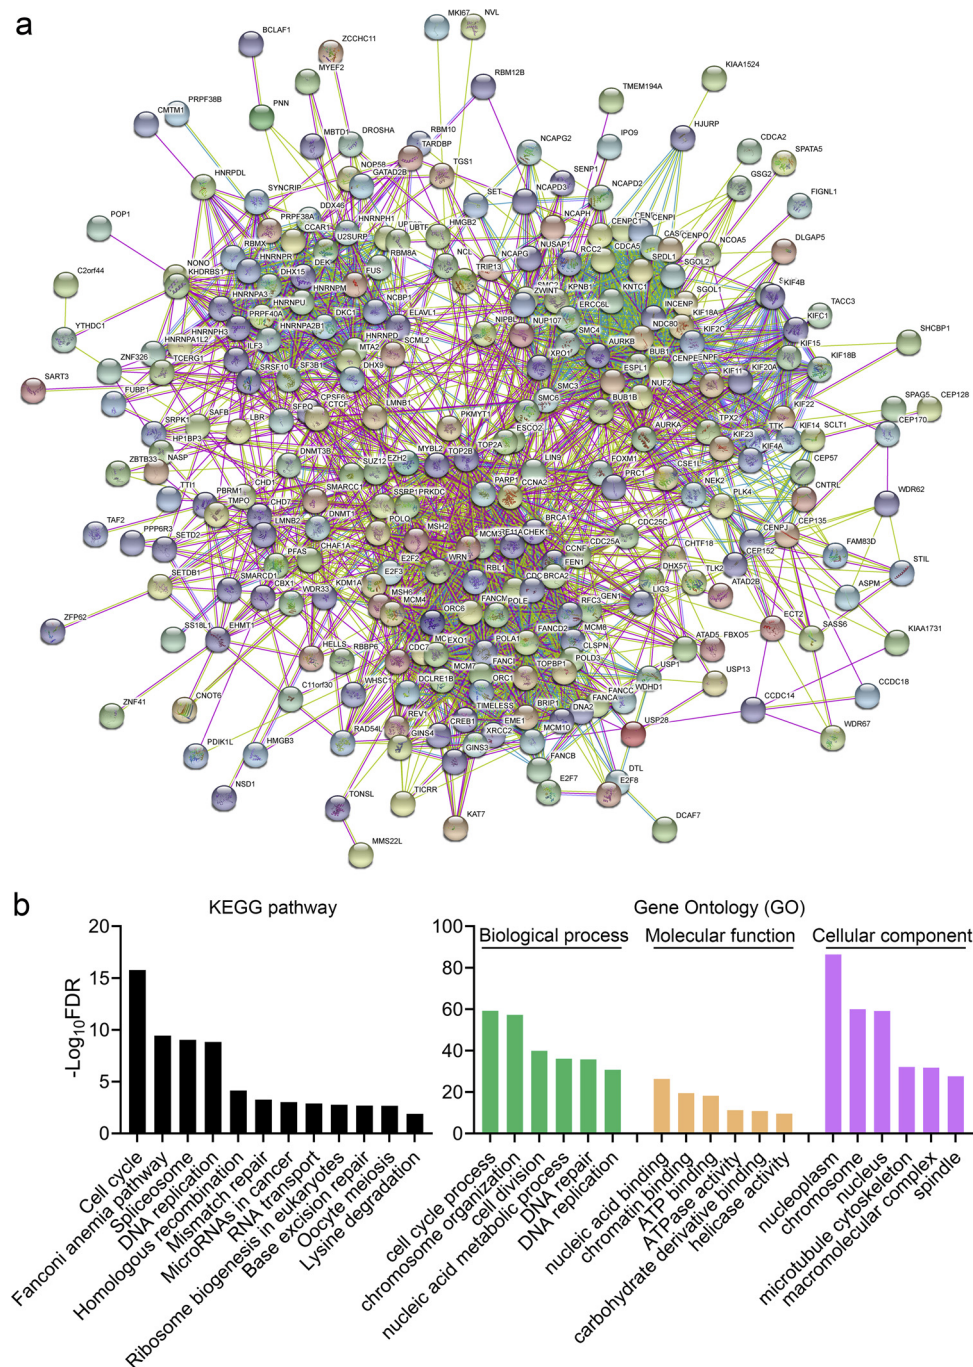 a
MKI67
NVL
BCLAF1
ZCCHC11
MYEF2
RBM12B
KIAA1524
TMEM194A
CMTM1
PRPF38B
PNN
MBTD1
DROSHA
RBM10
TARDBP
NCAPG2
IPO9
HJURP
CDCA2
SPATA5
NOP58
GATAD2B
TGS1
SENP1
GSG2
HNRPDL
SYNCRIP
SET
NCAPD3
NCAPD2
FIGNL1
POP1
DDX46
HNRNPH1
HMGB2
NCAPH
CENPC1
CENPI
PRPF38A
CCAR1
U2SURP
UBTF
NUSAP1
RCC2
CDCA5
CENPO
NCOA5
DLGAP5
RBMX
HNRNPR
DEK
RBM8A
NCL
NCAPG
SPDL1
SGOL2
C2orf44
NONO
KHDRBS1
DHX15
HNRNPM
FUS
TRIP13
KPNB1
KNTC1
SGOL1
KIF4B
HNRNPA3
HNRNPU
NCBP1
ZWINT
ERCC6L
INCENP
KIF18A
KIFC1
TACC3
YTHDC1
PRPF40A
DKC1
ELAVL1
NIPBL
NUP107
SMC4
NDC80
KIF2C
KIF15
HNRNPH3
HNRNPA2B1
HNRNPD
SCML2
XPO1
AURKB
BUB1
SHCBP1
HNRNPA1L2
ILF3
MTA2
CENPE
KIF18B
ZNF326
TCERG1
SRSF10
SF3B1
DHX9
SMC3
ESPL1
KIF11
KIF20A
SART3
FUBP1
CPSF6
LMNB1
SMC6
BUB1B
NUF2
KIF22
SPAG5
CEP128
SRPK1
SAFB
LBR
SFPQ
CTCF
PKMYT1
ESCO2
AURKA
TPX2
TTK
KIF14
SCLT1
CEP170
HP1BP3
MYBL2
TOP2A
TOP2B
LIN9
FOXM1
KIF23
KIF4A
ZBTB33
NASP
DNMT3B
SUZ12
EZH2
PRC1
CSE1L
CEP57
TTI1
PBRM1
CHD1
SMARCC1
SSRP1
PRKDC
PARP1
CCNA2
NEK2
CNTRL
WDR62
TAF2
TMPO
CHD7
PLK4
PPP6R3
LMNB2
DNMT1
POLQ
MSH2
BRCA1
CDC25C
CENPJ
CEP135
SETD2
CHAF1A
MCM3
CHEK1
CDC25A
CHTF18
FAM83D
PFAS
E2F2
WRN
CCNF
FEN1
DHX57
CEP152
STIL
SETDB1
SMARCD1
CBX1
KDM1A
E2F3
RBL1
BRCA2
TLK2
ATAD2B
ASPM
WDR33
MSH6
MCM4
FANCM
POLE
RFC3
GEN1
LIG3
ZFP62
ORC6
ECT2
SS18L1
EHMT1
EXO1
POLA1
FANCD2
MCM8
ATAD5
FBXO5
SASS6
KIAA1731
HELLS
RBBP6
CDC7
MCM7
FANCI
TOPBP1
CLSPN
POLD3
C11orf30
WHSC1
DCLRE1B
ORC1
USP1
USP13
CCDC14
CCDC18
ZNF41
CNOT6
TIMELESS
BRIP1
FANCA
FANCC
WDHD1
RAD54L
REV1
CREB1
EME1
DNA2
USP28
WDR67
PDIK1L
HMGB3
GINS4
XRCC2
MCM10
GINS3
FANCB
DTL
NSD1
TICRR
E2F7
E2F8
TONSL
KAT7
DCAF7
MMS22L
b
KEGG pathway
Gene Ontology (GO)
Biological process
Molecular function
Cellular component
-Log10FDR
20
15
10
5
0
100
80
60
40
20
0
Cell cycle
Fanconi anemia pathway
Spliceosome
DNA replication
Homologous recombination
Mismatch repair
MicroRNAs in cancer
RNA transport
Ribosome biogenesis in eukaryotes
Base excision repair
Oocyte meiosis
Lysine degradation
cell cycle process
chromosome organization
cell division
nucleic acid metabolic process
DNA repair
DNA replication
nucleic acid binding
chromatin binding
ATP binding
ATPase activity
carbohydrate derivative binding
helicase activity
nucleoplasm
chromosome
nucleus
microtubule cytoskeleton
macromolecular complex
spindle